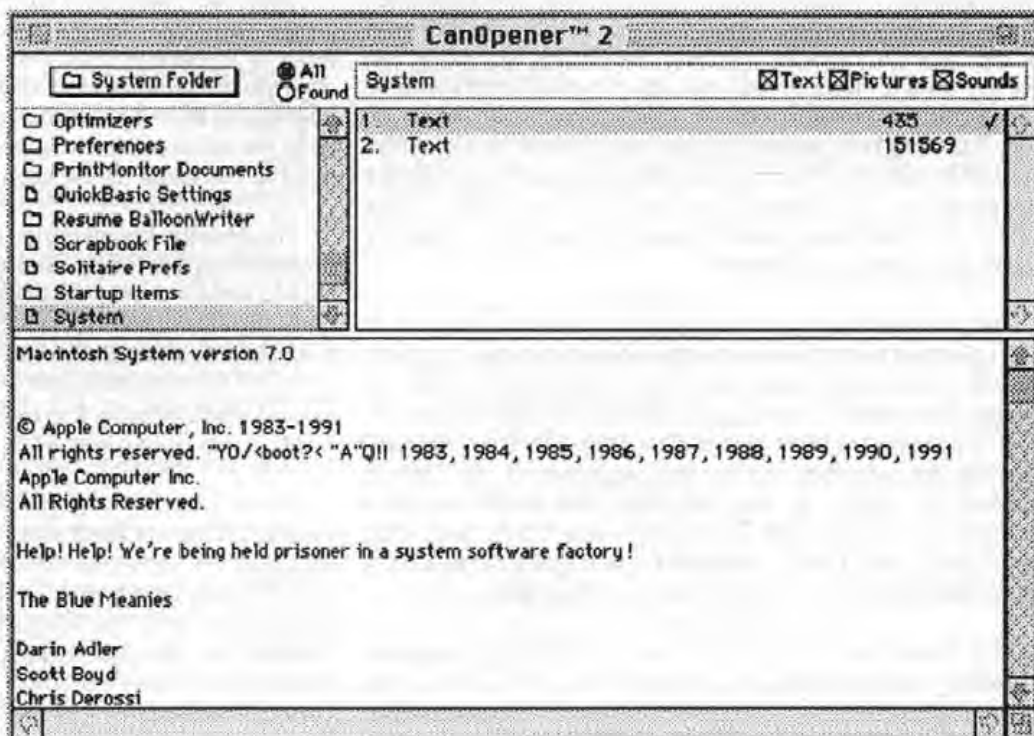 CanOpener™ 2
System Folder
All
Found
System
Text Pictures Sounds
Optimizers
Preferences
PrintMonitor Documents
QuickBasic Settings
Resume BalloonWriter
Scrapbook File
Solitaire Prefs
Startup Items
System
1 Text 435
2. Text 151569
Macintosh System version 7.0
© Apple Computer, Inc. 1983-1991
All rights reserved. "YO/<boot?< "A"Q!! 1983, 1984, 1985, 1986, 1987, 1988, 1989, 1990, 1991
Apple Computer Inc.
All Rights Reserved.
Help! Help! We're being held prisoner in a system software factory!
The Blue Meanies
Darin Adler
Scott Boyd
Chris Derossi